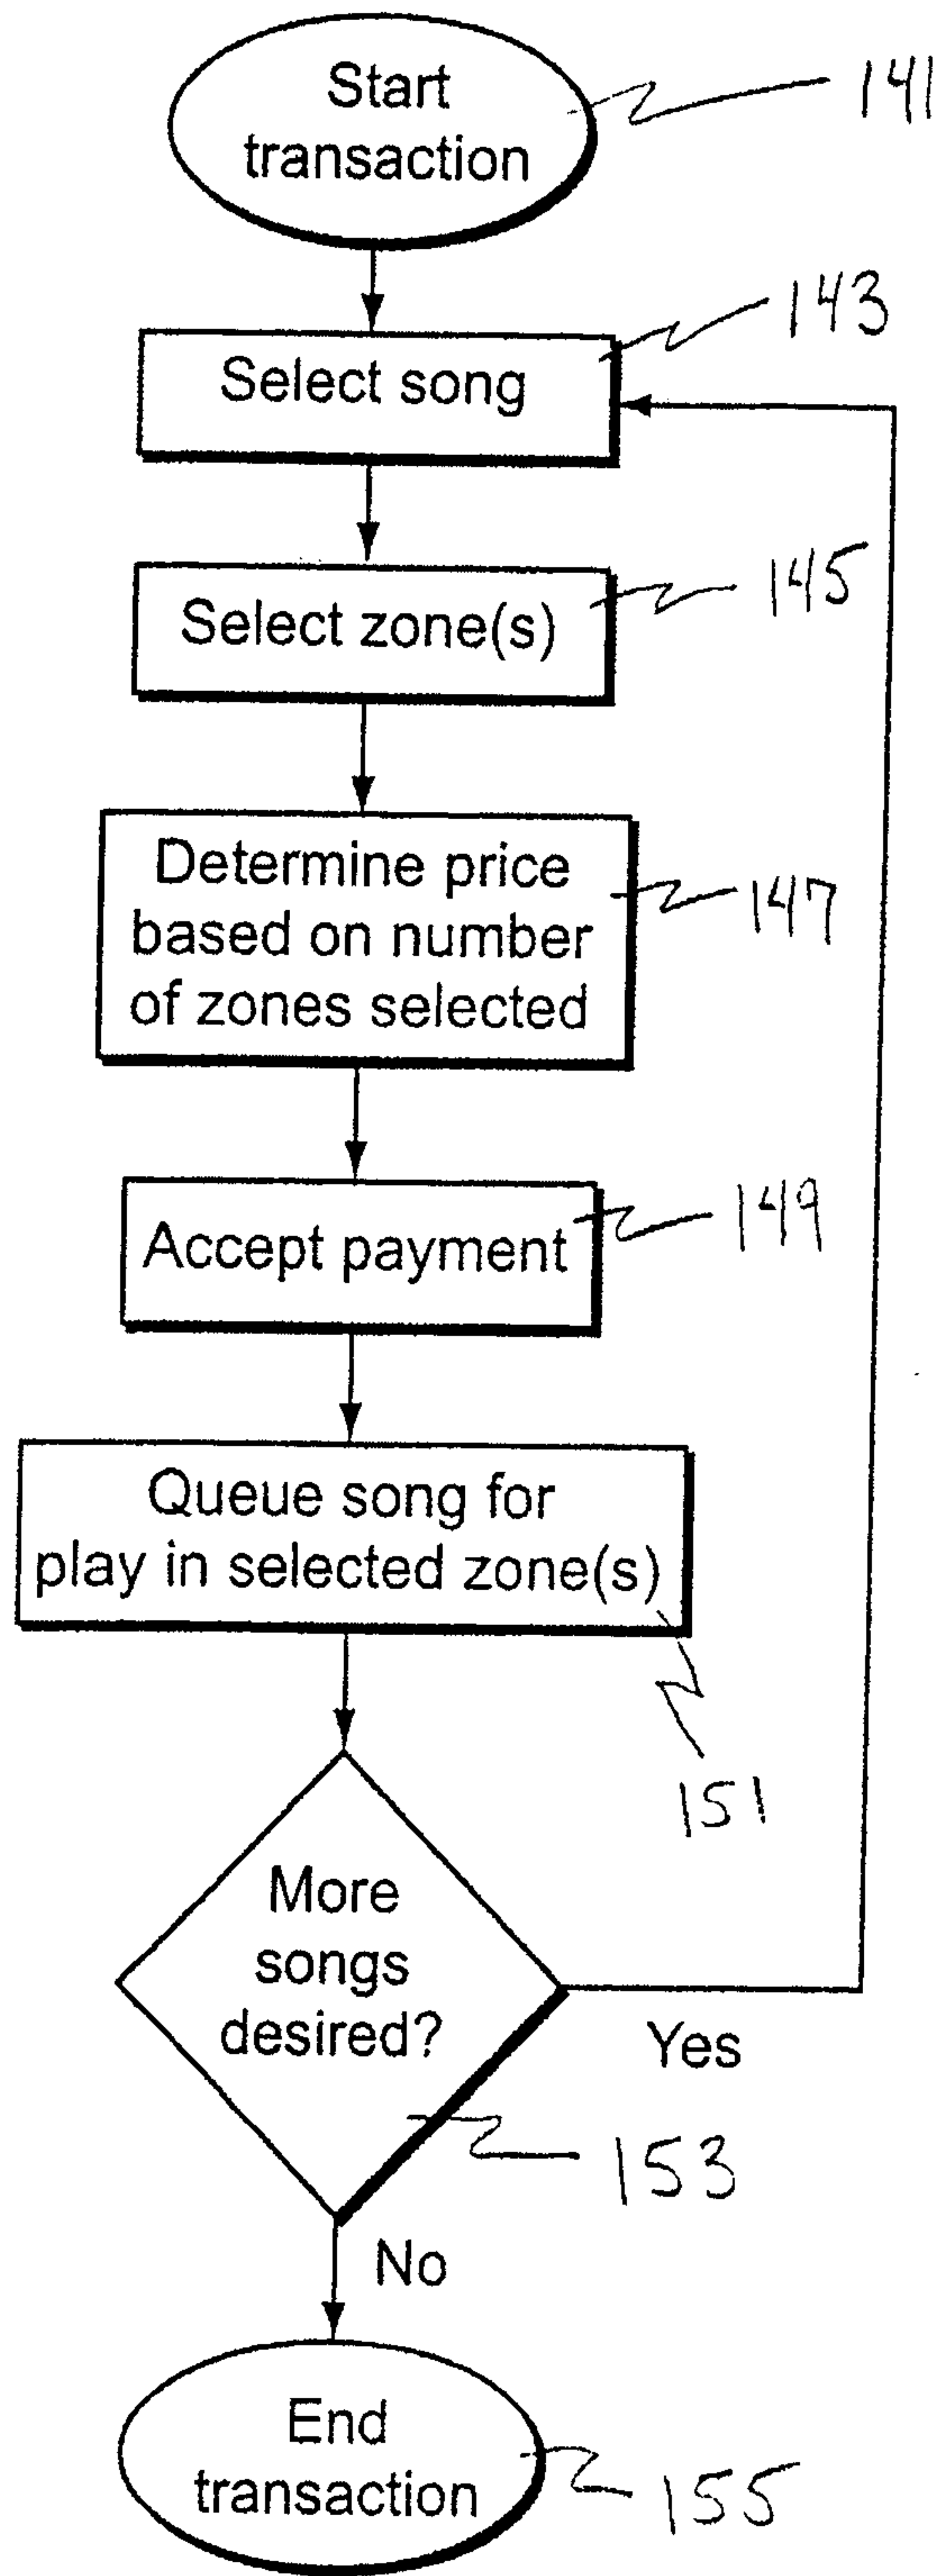 Start
transaction
141
143
Select song
145
Select zone(s)
Determine price
based on number
of zones selected
147
Accept payment
149
Queue song for
play in selected zone(s)
151
More
songs
desired?
Yes
153
No
End
transaction
155